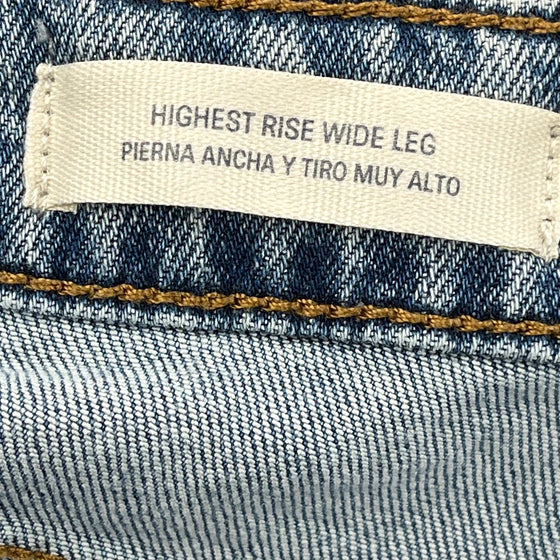 HIGHEST RISE WIDE LEG
PIERNA ANCHA Y TIRO MUY ALTO